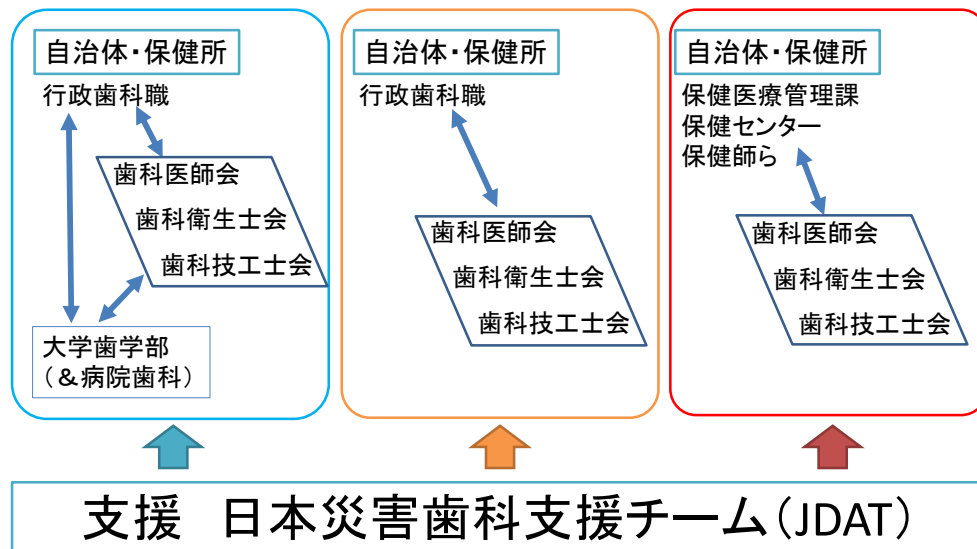 自治体・保健所
行政歯科職
歯科医師会
歯科衛生士会
歯科技工士会
大学歯学部
(＆病院歯科)
自治体・保健所
行政歯科職
歯科医師会
歯科衛生士会
歯科技工士会
自治体・保健所
保健医療管理課
保健センター
保健師ら
歯科医師会
歯科衛生士会
歯科技工士会
支援　日本災害歯科支援チーム(JDAT)